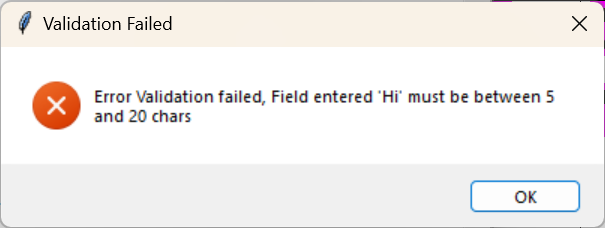 Validation Failed
Error Validation failed, Field entered 'Hi' must be between 5
and 20 chars
OK